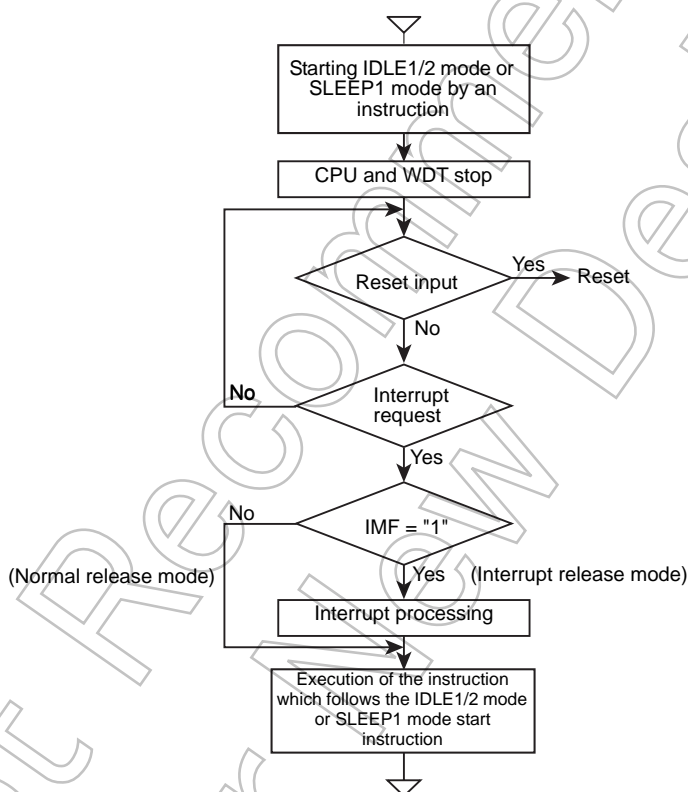 Starting IDLE1/2 mode or
SLEEP1 mode by an
instruction
CPU and WDT stop
Reset input
Yes
Reset
No
Interrupt
request
No
Yes
IMF = "1"
No
(Normal release mode)
Yes
(Interrupt release mode)
Interrupt processing
Execution of the instruction
which follows the IDLE1/2 mode
or SLEEP1 mode start
instruction